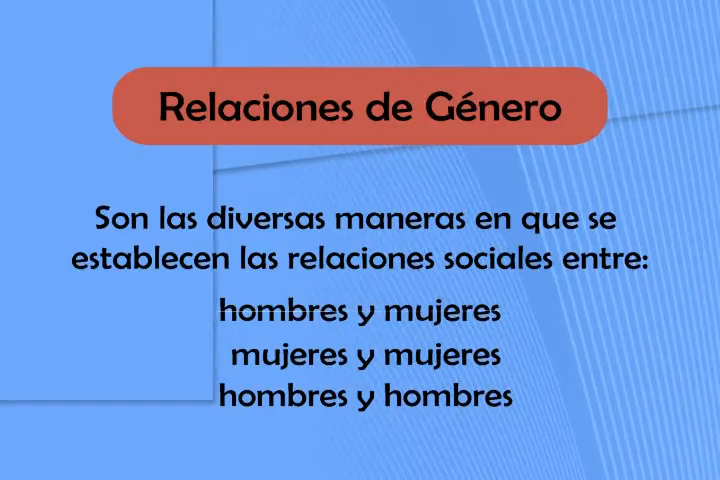 Relaciones de Género
Son las diversas maneras en que se
establecen las relaciones sociales entre:
hombres y mujeres
mujeres y mujeres
hombres y hombres